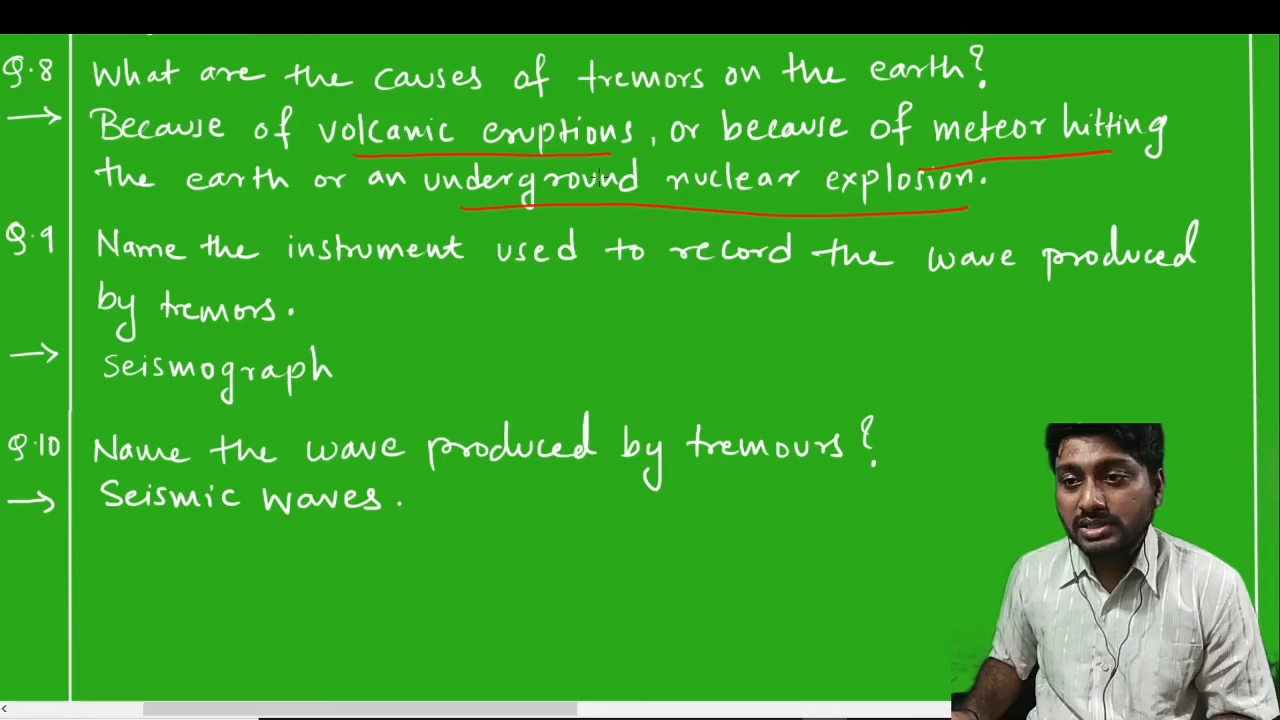 Q.8 What are the causes of tremors on the earth?
→ Because of volcanic eruptions, or because of meteor hitting
the earth or an underground nuclear explosion.
Q.9 Name the instrument used to record the wave produced
by tremors.
→ Seismograph
Q.10 Name the wave produced by tremours?
→ Seismic waves.